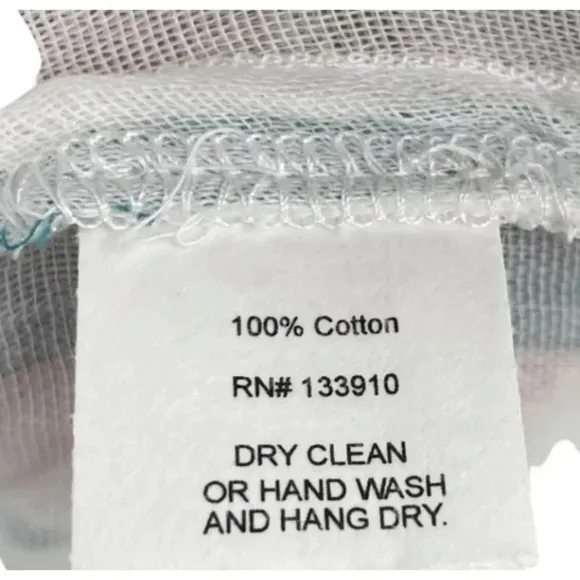 100% Cotton
RN# 133910
DRY CLEAN
OR HAND WASH
AND HANG DRY.